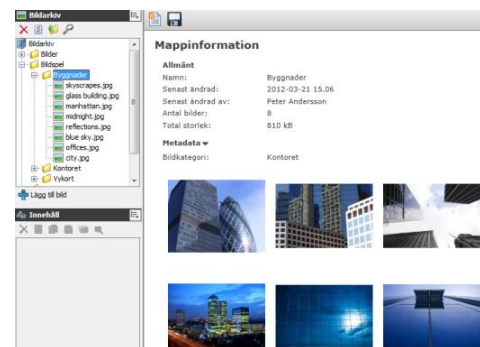 Bildarkiv
Bildarkiv
Bilder
Bildspel
Byggnader
skyscrapes.jpg
glass building.jpg
manhattan.jpg
midnight.jpg
reflections.jpg
blue sky.jpg
offices.jpg
city.jpg
Kontoret
Vykort
Lägg till bild
Innehåll
Mappinformation
Allmänt
Namn: Byggnader
Senast ändrad: 2012-03-21 15.06
Senast ändrad av: Peter Andersson
Antal bilder: 8
Total storlek: 810 kB
Metadata
Bildkategori: Kontoret